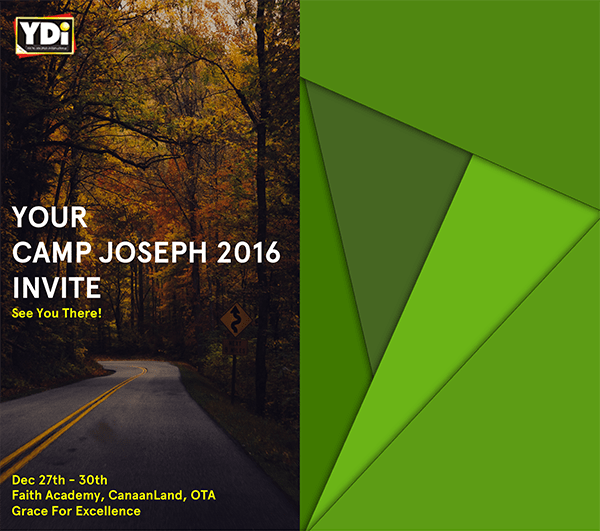 YDi
YOUR
CAMP JOSEPH 2016
INVITE
See You There!
Dec 27th - 30th
Faith Academy, CanaanLand, OTA
Grace For Excellence